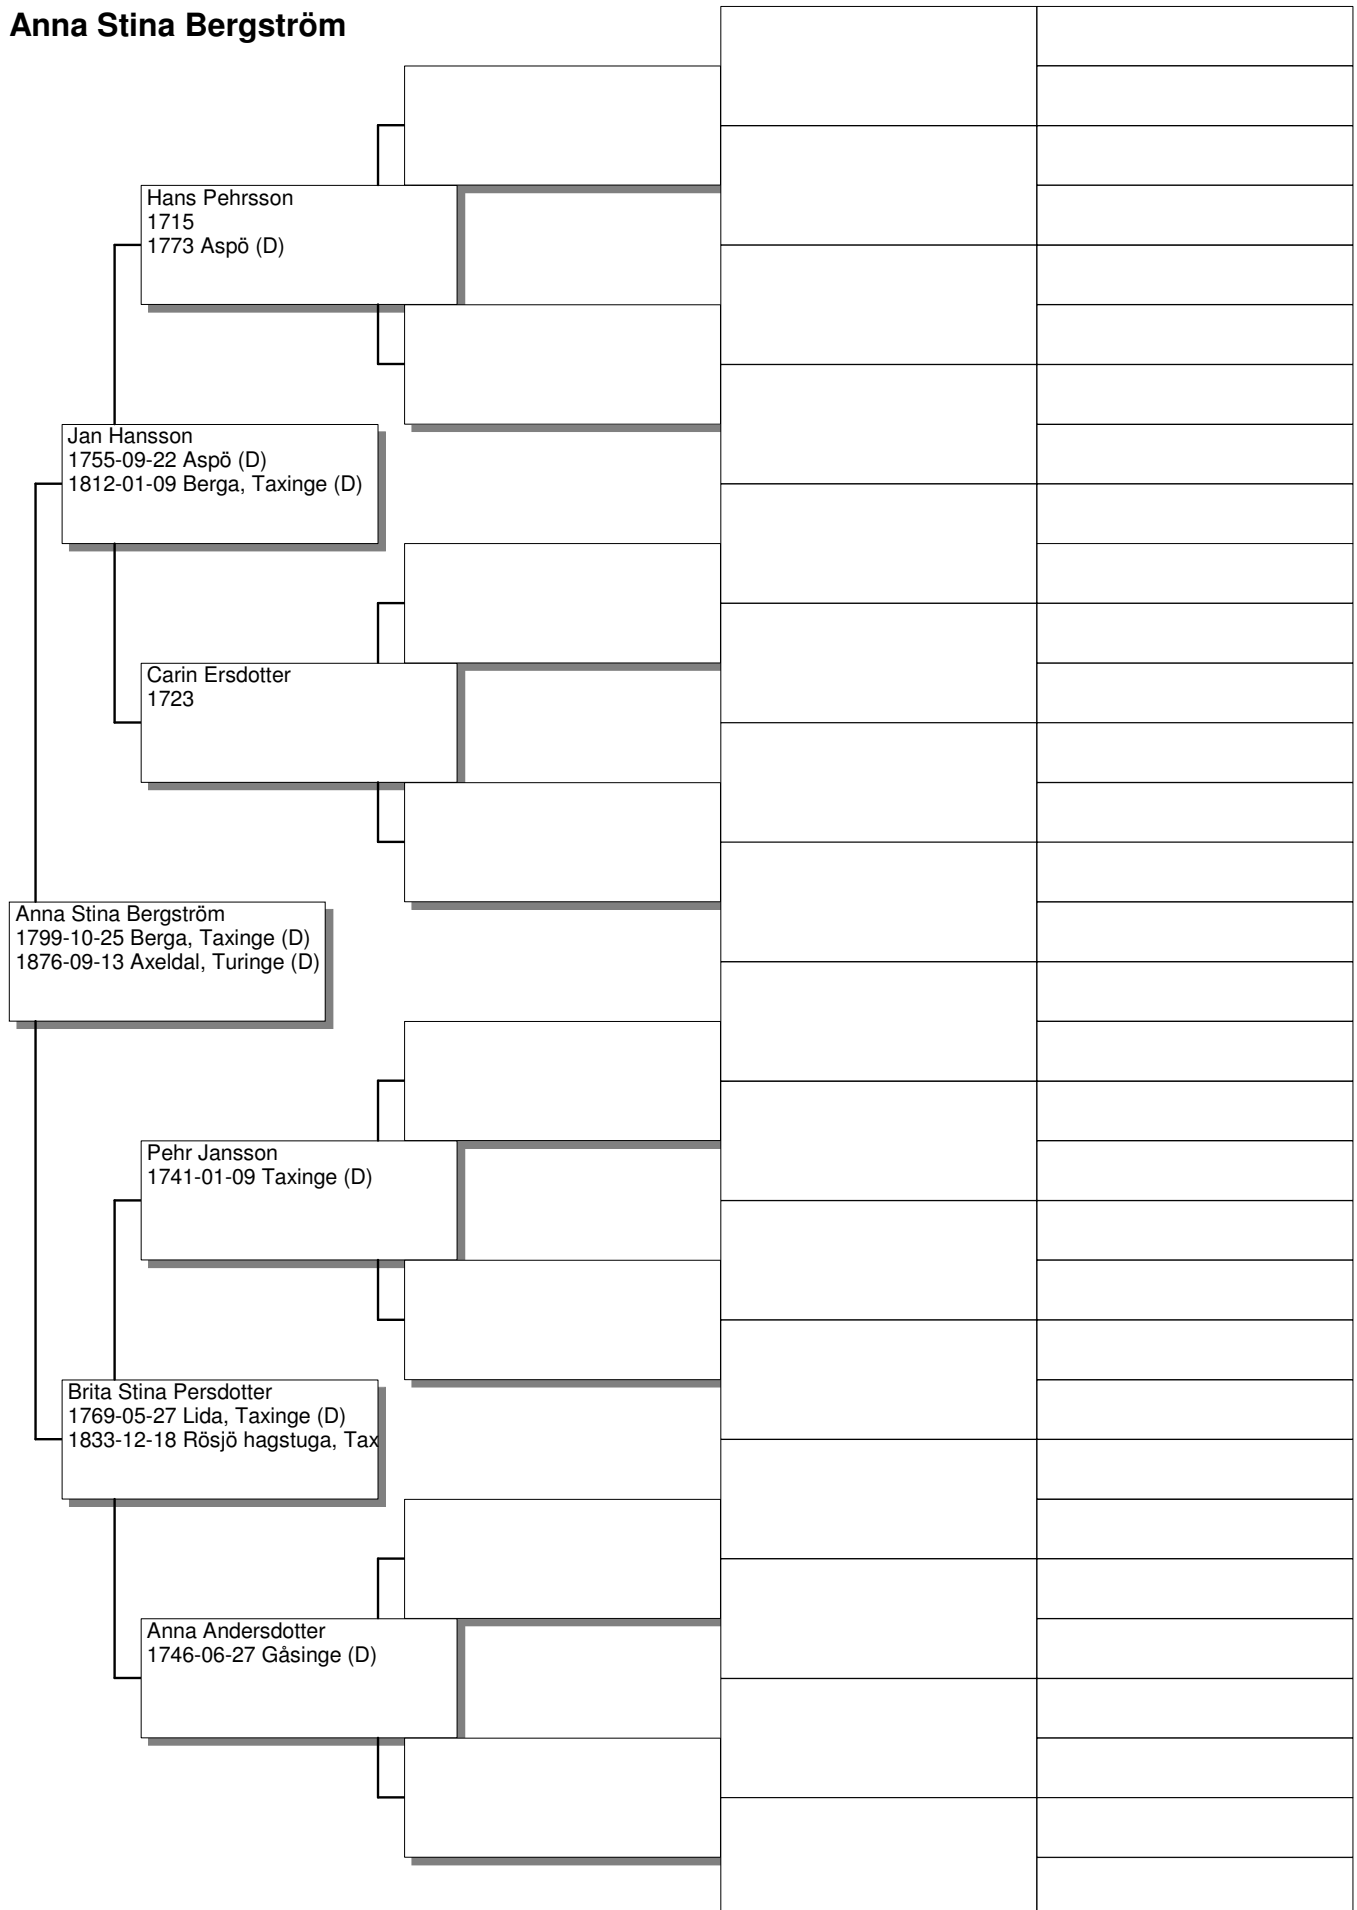 Anna Stina Bergström
Hans Pehrsson
1715
1773 Aspö (D)
Jan Hansson
1755-09-22 Aspö (D)
1812-01-09 Berga, Taxinge (D)
Carin Ersdotter
1723
Anna Stina Bergström
1799-10-25 Berga, Taxinge (D)
1876-09-13 Axeldal, Turinge (D)
Pehr Jansson
1741-01-09 Taxinge (D)
Brita Stina Persdotter
1769-05-27 Lida, Taxinge (D)
1833-12-18 Rösjö hagstuga, Tax
Anna Andersdotter
1746-06-27 Gåsinge (D)